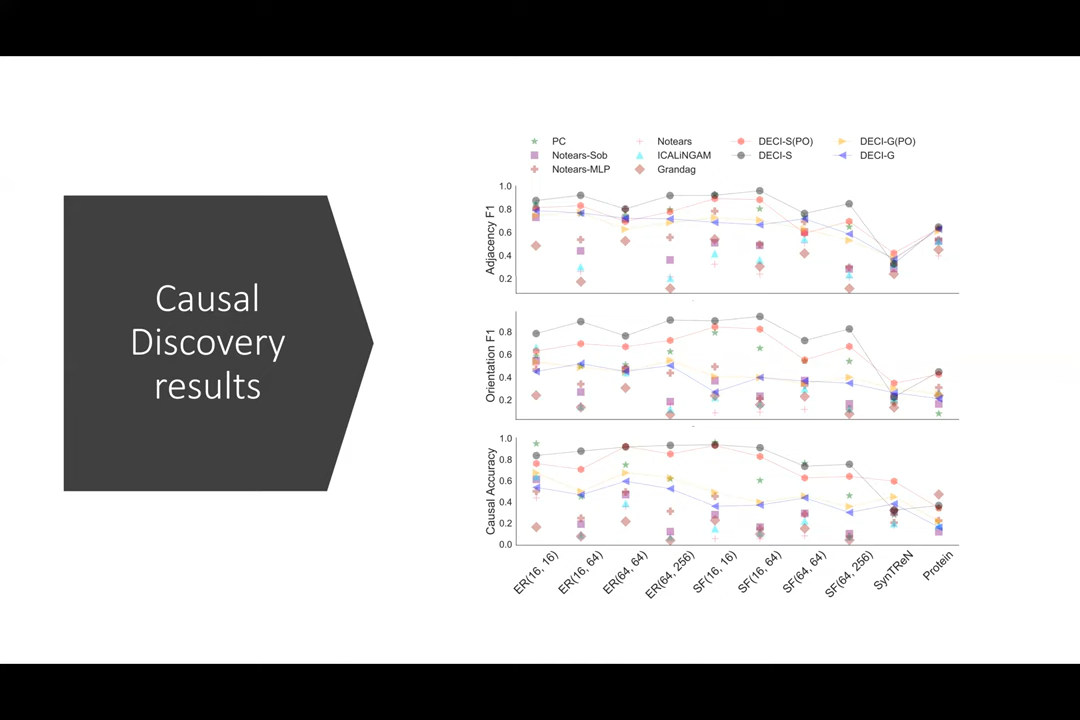 Causal
Discovery
results
PC
Notears
DECI-S(PO)
DECI-G(PO)
Notears-Sob
ICALiNGAM
DECI-S
DECI-G
Notears-MLP
Grandag
1.0
0.8
0.6
0.4
0.2
Adjacency F1
0.8
0.6
0.4
0.2
Orientation F1
1.0
0.8
0.6
0.4
0.2
0.0
Causal Accuracy
ER(16, 16)
ER(16, 64)
ER(64, 64)
ER(64, 256)
SF(16, 16)
SF(16, 64)
SF(64, 64)
SF(64, 256)
SynTReN
Protein